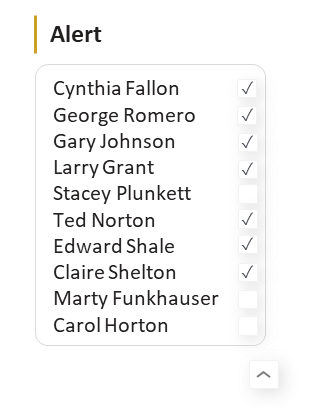 Alert
Cynthia Fallon
George Romero
Gary Johnson
Larry Grant
Stacey Plunkett
Ted Norton
Edward Shale
Claire Shelton
Marty Funkhauser
Carol Horton